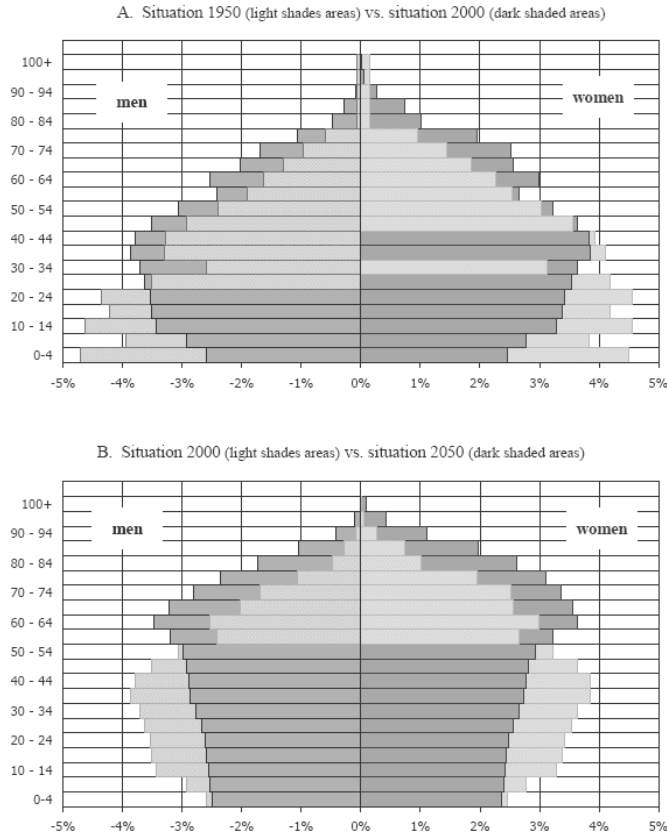 A. Situation 1950 (light shades areas) vs. situation 2000 (dark shaded areas)
100+
90 - 94
men
women
80 - 84
70 - 74
60 - 64
50 - 54
40 - 44
30 - 34
20 - 24
10 - 14
0-4
-5% -4% -3% -2% -1% 0% 1% 2% 3% 4% 5%
B. Situation 2000 (light shades areas) vs. situation 2050 (dark shaded areas)
100+
90 - 94
men
women
80 - 84
70 - 74
60 - 64
50 - 54
40 - 44
30 - 34
20 - 24
10 - 14
0-4
-5% -4% -3% -2% -1% 0% 1% 2% 3% 4% 5%